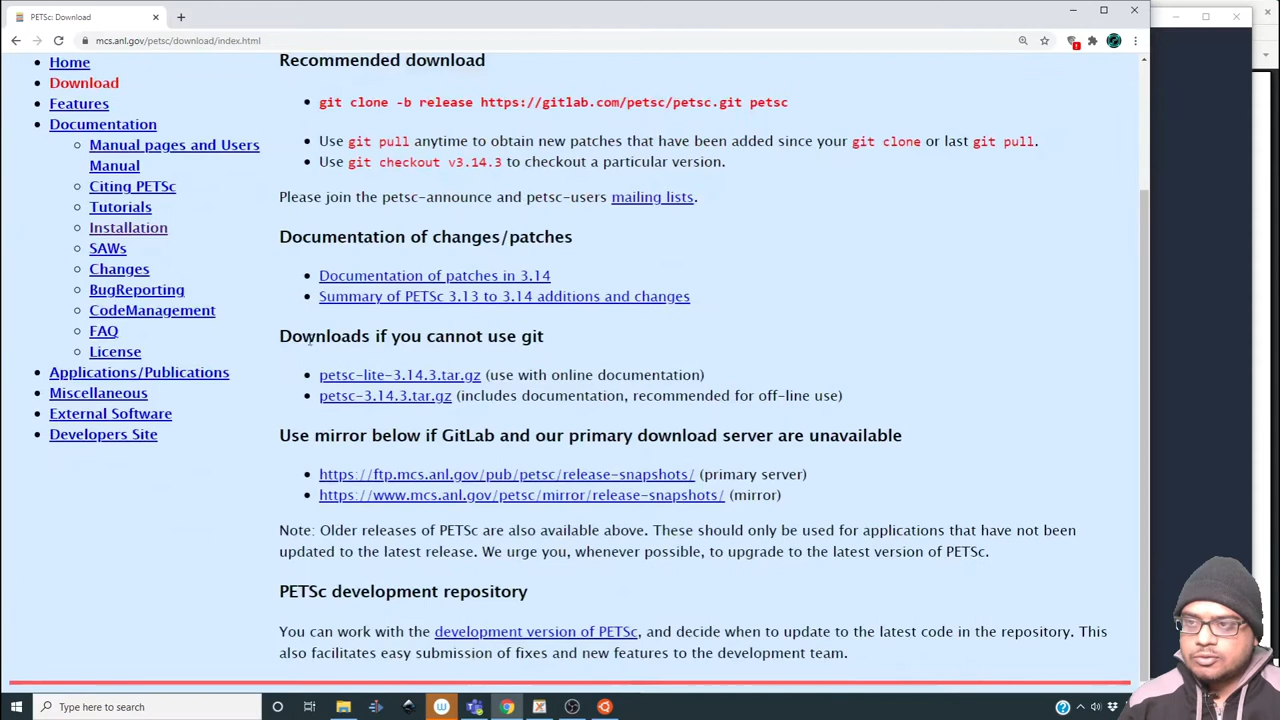 PETSc: Download
mcs.anl.gov/petsc/download/index.html
Home
Download
Features
Documentation
Manual pages and Users
Manual
Citing PETSc
Tutorials
Installation
SAWs
Changes
BugReporting
CodeManagement
FAQ
License
Applications/Publications
Miscellaneous
External Software
Developers Site
Recommended download
git clone -b release https://gitlab.com/petsc/petsc.git petsc
Use git pull anytime to obtain new patches that have been added since your git clone or last git pull.
Use git checkout v3.14.3 to checkout a particular version.
Please join the petsc-announce and petsc-users mailing lists.
Documentation of changes/patches
Documentation of patches in 3.14
Summary of PETSc 3.13 to 3.14 additions and changes
Downloads if you cannot use git
petsc-lite-3.14.3.tar.gz (use with online documentation)
petsc-3.14.3.tar.gz (includes documentation, recommended for off-line use)
Use mirror below if GitLab and our primary download server are unavailable
https://ftp.mcs.anl.gov/pub/petsc/release-snapshots/ (primary server)
https://www.mcs.anl.gov/petsc/mirror/release-snapshots/ (mirror)
Note: Older releases of PETSc are also available above. These should only be used for applications that have not been
updated to the latest release. We urge you, whenever possible, to upgrade to the latest version of PETSc.
PETSc development repository
You can work with the development version of PETSc, and decide when to update to the latest code in the repository. This
also facilitates easy submission of fixes and new features to the development team.
Type here to search